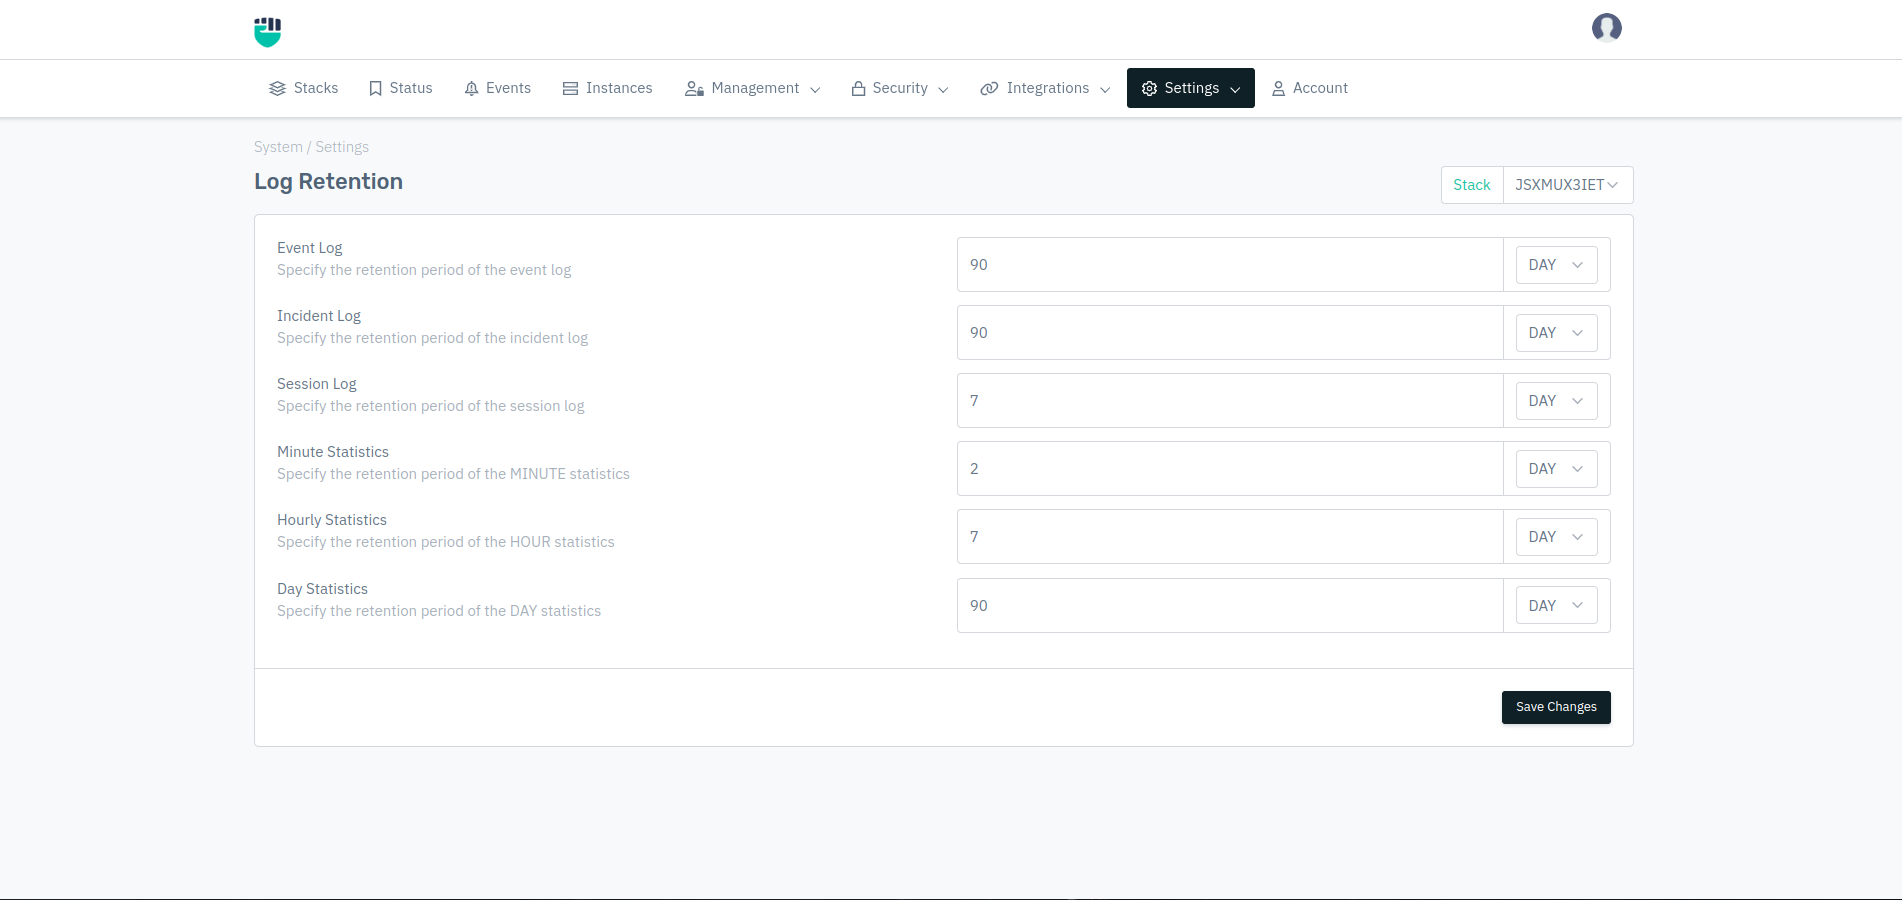 Stacks Status Events Instances Management Security Integrations Settings Account
System / Settings
Log Retention
Stack JSXMUX3IET
Event Log
Specify the retention period of the event log
90 DAY
Incident Log
Specify the retention period of the incident log
90 DAY
Session Log
Specify the retention period of the session log
7 DAY
Minute Statistics
Specify the retention period of the MINUTE statistics
2 DAY
Hourly Statistics
Specify the retention period of the HOUR statistics
7 DAY
Day Statistics
Specify the retention period of the DAY statistics
90 DAY
Save Changes